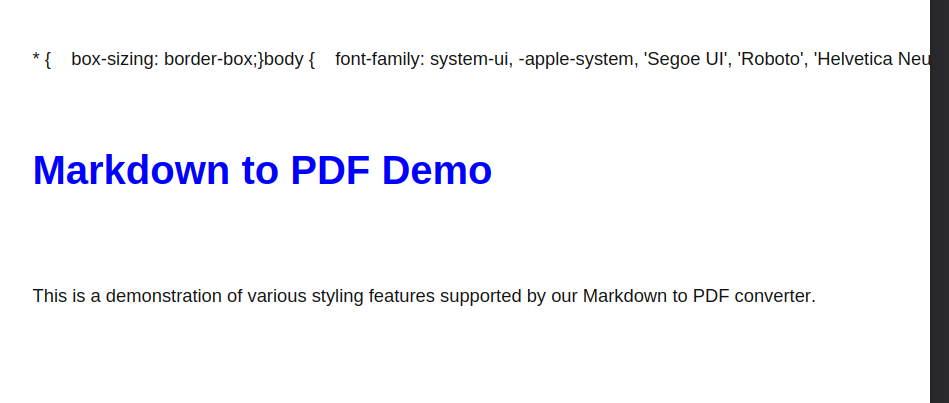 * { box-sizing: border-box;}body { font-family: system-ui, -apple-system, 'Segoe UI', 'Roboto', 'Helvetica Neu
Markdown to PDF Demo
This is a demonstration of various styling features supported by our Markdown to PDF converter.